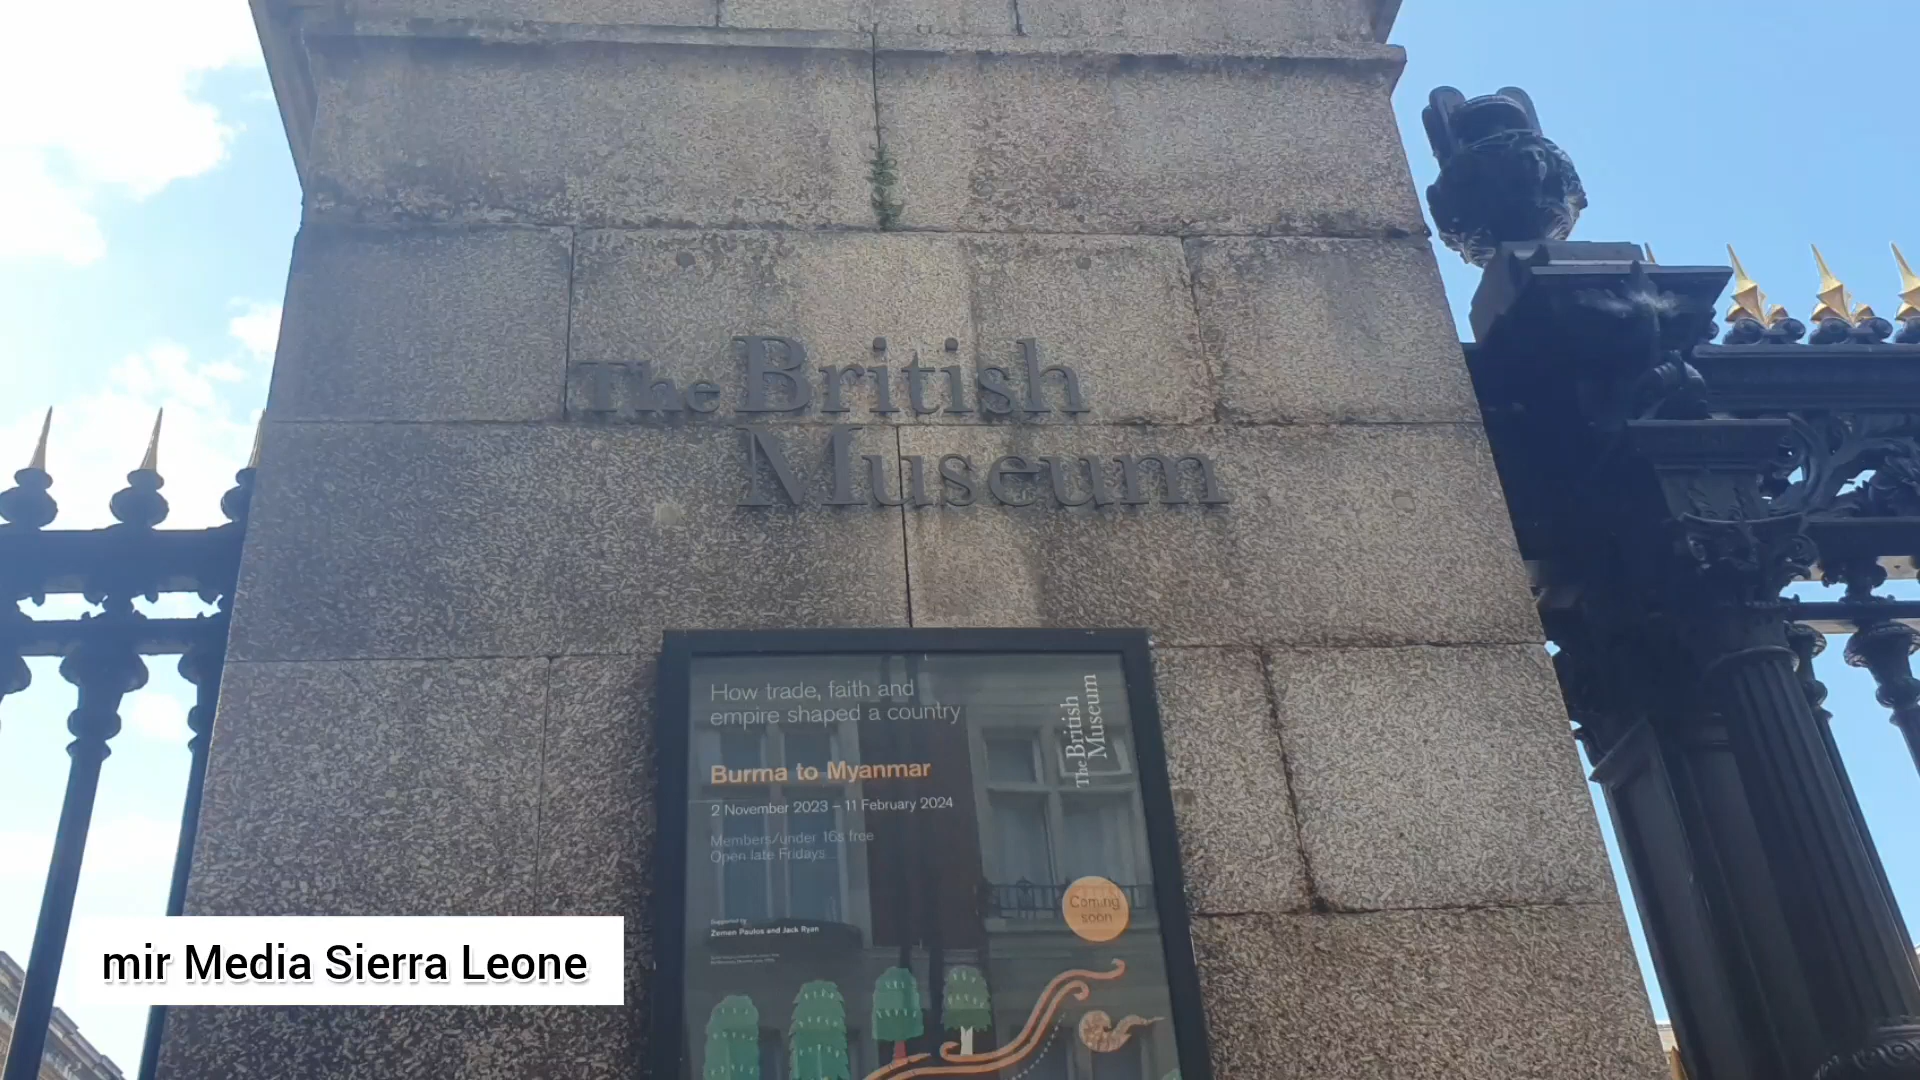 The British
Museum
How trade, faith and
empire shaped a country
The British
Museum
Burma to Myanmar
2 November 2023 – 11 February 2024
Members/under 16s free
Open late Fridays
Coming
soon
Supported by
Zemen Paulos and Jack Ryan
mir Media Sierra Leone